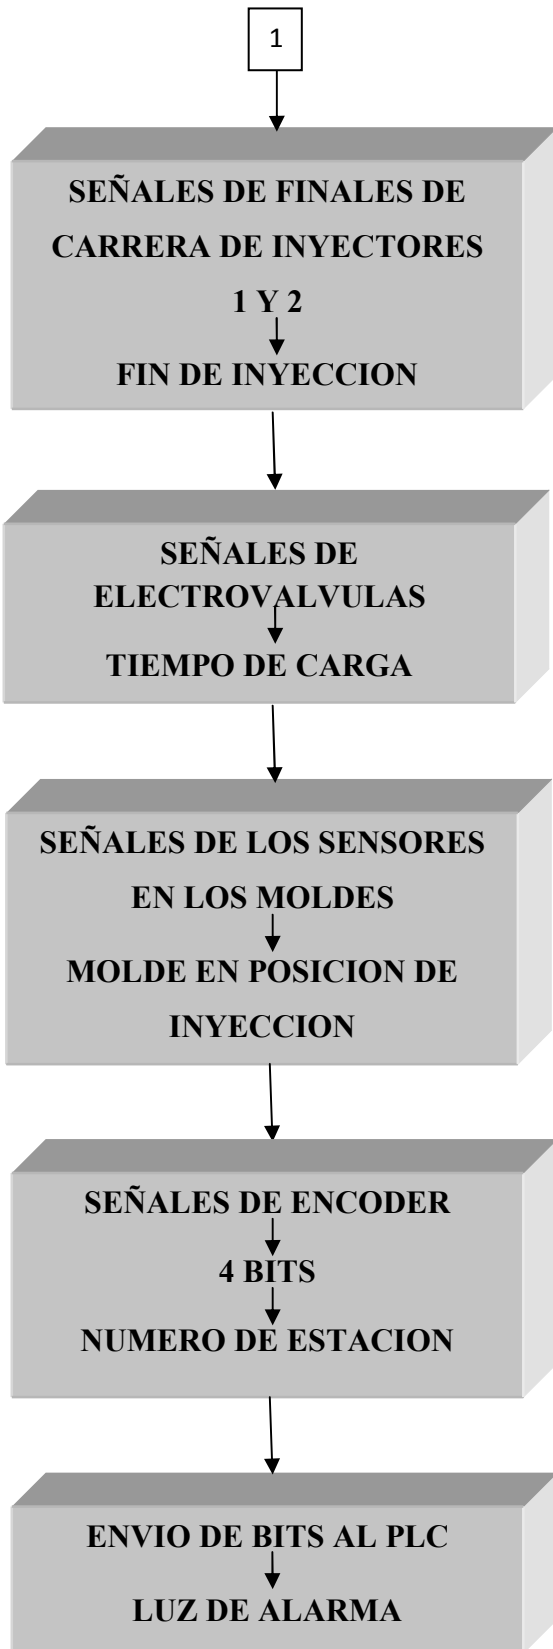 1
SEÑALES DE FINALES DE
CARRERA DE INYECTORES
1 Y 2
FIN DE INYECCION
SEÑALES DE
ELECTROVALVULAS
TIEMPO DE CARGA
SEÑALES DE LOS SENSORES
EN LOS MOLDES
MOLDE EN POSICION DE
INYECCION
SEÑALES DE ENCODER
4 BITS
NUMERO DE ESTACION
ENVIO DE BITS AL PLC
LUZ DE ALARMA